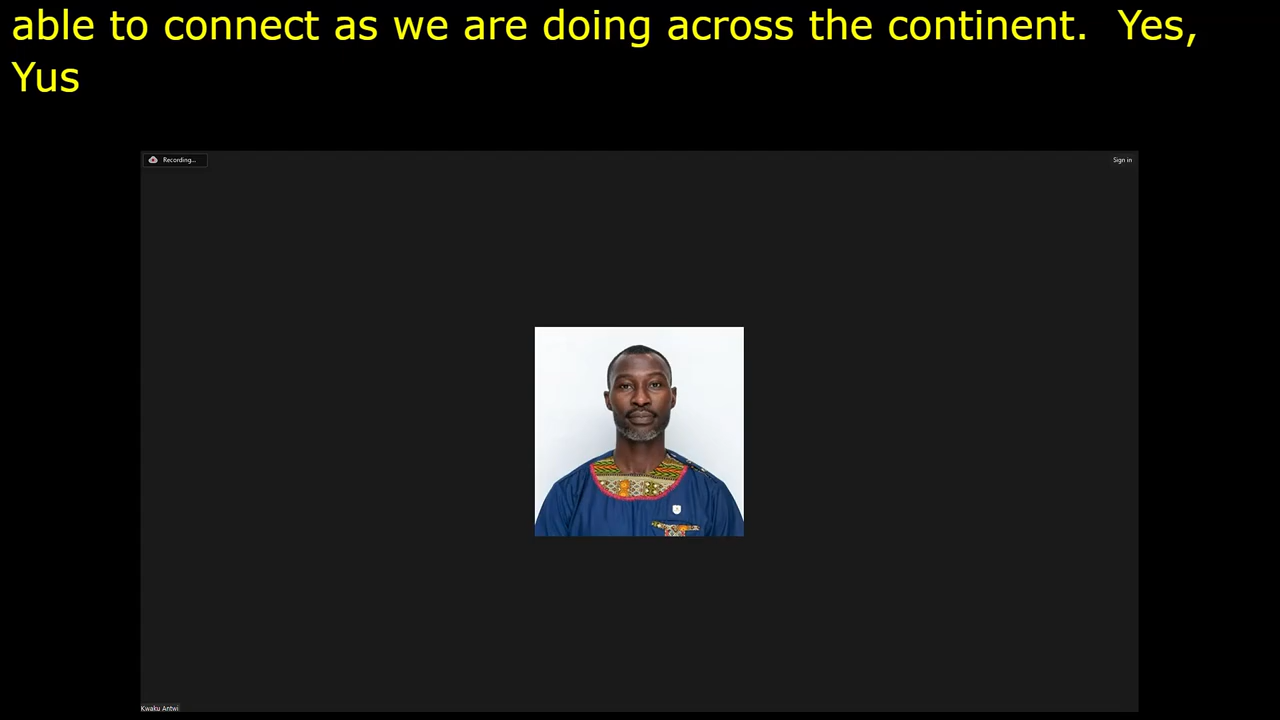 able to connect as we are doing across the continent.  Yes,
Yus
Recording...
Sign in
Kwaku Antwi